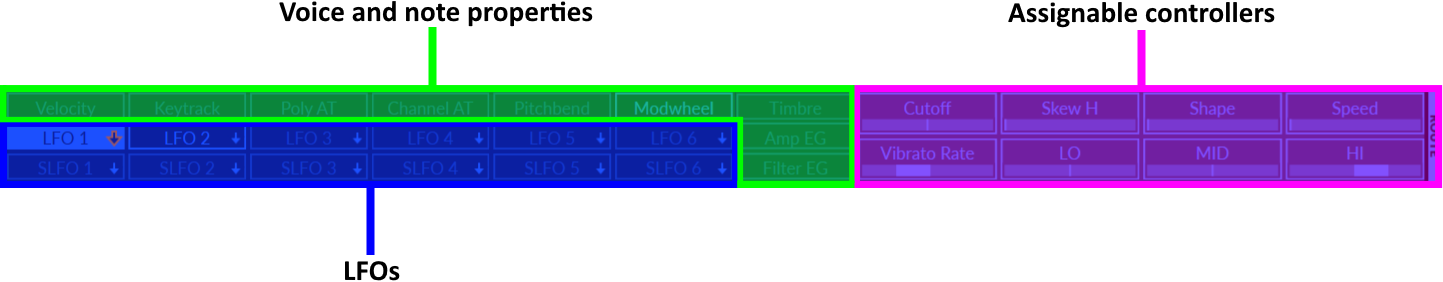 Voice and note properties Assignable controllers
Velocity Keytrack Poly AT Channel AT Pitchbend Modwheel Timbre Cutoff Skew H Shape Speed
LFO 1 LFO 2 LFO 3 LFO 4 LFO 5 LFO 6 Amp EG
Vibrato Rate LO MID HI
SLFO 1 SLFO 2 SLFO 3 SLFO 4 SLFO 5 SLFO 6 Filter EG
ROUTE
LFOs